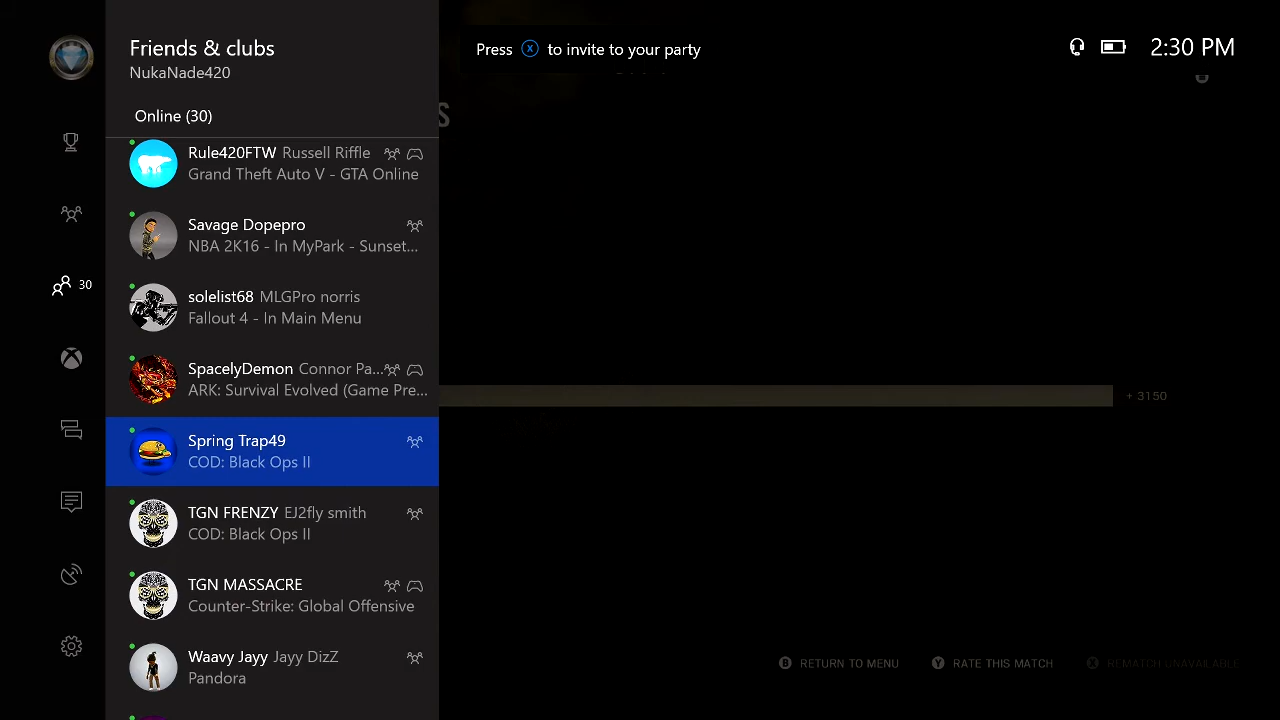 Friends & clubs
NukaNade420
Press X to invite to your party
2:30 PM
Online (30)
Rule420FTW Russell Riffle
Grand Theft Auto V - GTA Online
Savage Dopepro
NBA 2K16 - In MyPark - Sunset...
30
solelist68 MLGPro norris
Fallout 4 - In Main Menu
SpacelyDemon Connor Pa...
ARK: Survival Evolved (Game Pre...
+ 3150
Spring Trap49
COD: Black Ops II
TGN FRENZY EJ2fly smith
COD: Black Ops II
TGN MASSACRE
Counter-Strike: Global Offensive
Waavy Jayy Jayy DizZ
Pandora
B RETURN TO MENU Y RATE THIS MATCH X REMATCH UNAVAILABLE